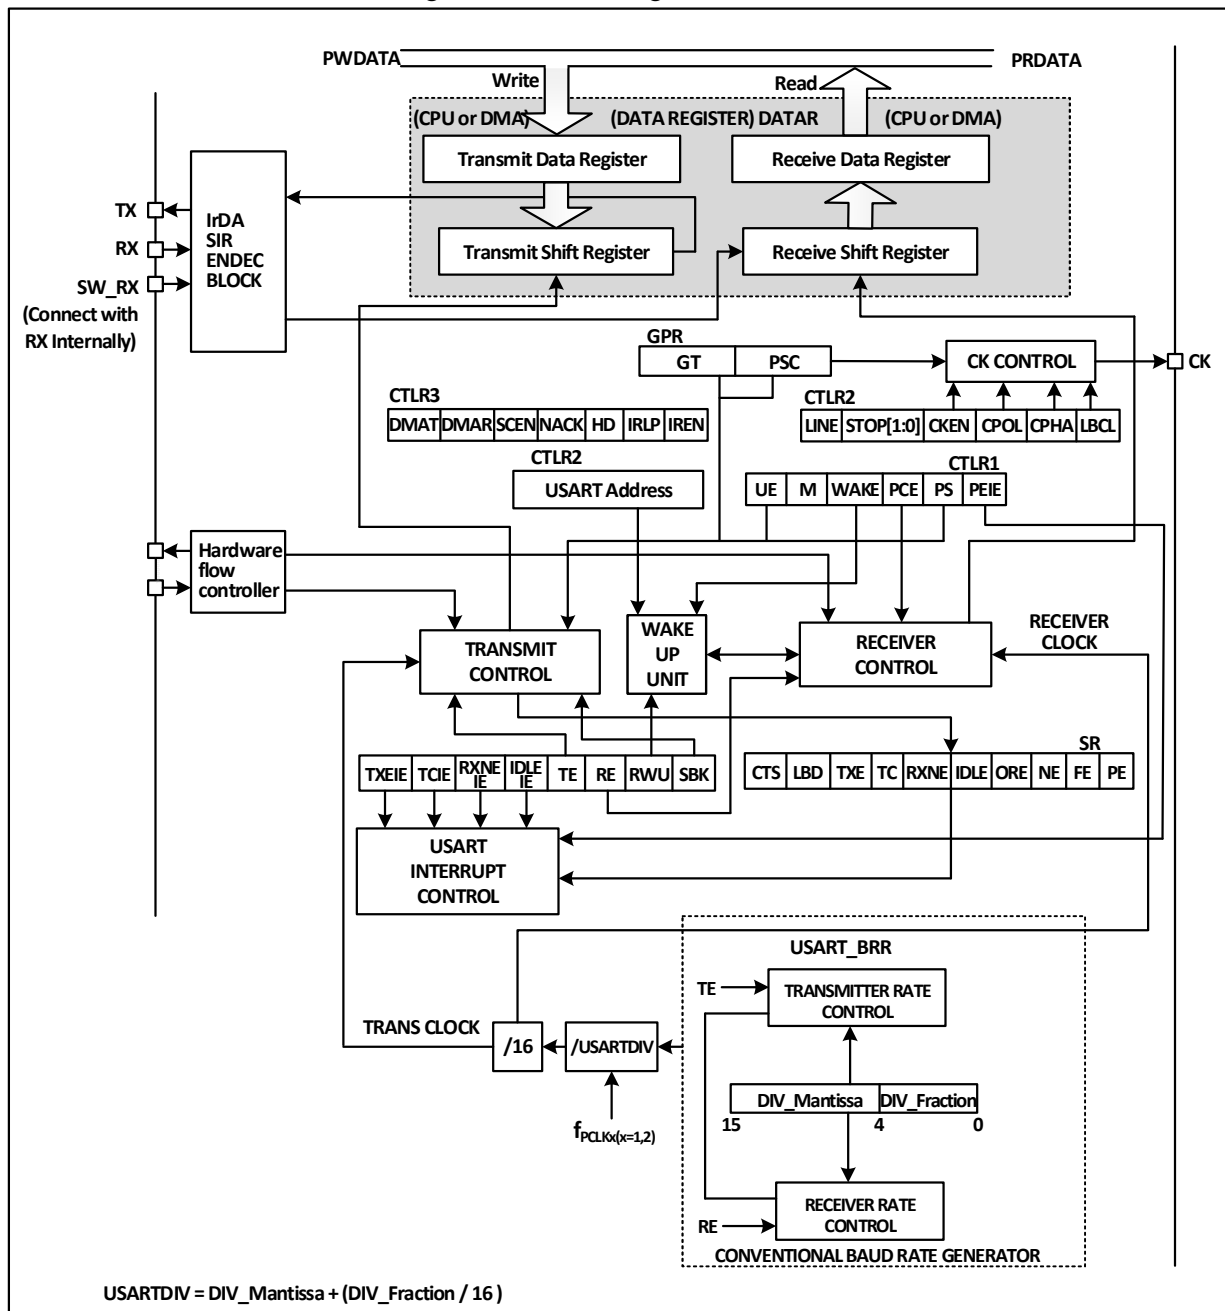 PWDATA
PRDATA
Write
Read
(CPU or DMA)
(DATA REGISTER) DATAR
(CPU or DMA)
Transmit Data Register
Receive Data Register
TX
RX
SW_RX
(Connect with
RX Internally)
IrDA
SIR
ENDEC
BLOCK
Transmit Shift Register
Receive Shift Register
GPR
GT
PSC
CK CONTROL
CK
CTLR3
DMAT DMAR SCEN NACK HD IRLP IREN
CTLR2
LINE STOP[1:0] CKEN CPOL CPHA LBCL
CTLR2
USART Address
CTLR1
UE M WAKE PCE PS PEIE
Hardware
flow
controller
TRANSMIT
CONTROL
WAKE
UP
UNIT
RECEIVER
CONTROL
RECEIVER
CLOCK
TXEIE TCIE RXNE IE IDLE IE TE RE RWU SBK
SR
CTS LBD TXE TC RXNE IDLE ORE NE FE PE
USART
INTERRUPT
CONTROL
USART_BRR
TE
TRANSMITTER RATE
CONTROL
TRANS CLOCK
/16
/USARTDIV
fPCLKx(x=1,2)
DIV_Mantissa DIV_Fraction
15 4 0
RE
RECEIVER RATE
CONTROL
CONVENTIONAL BAUD RATE GENERATOR
USARTDIV = DIV_Mantissa + (DIV_Fraction / 16 )